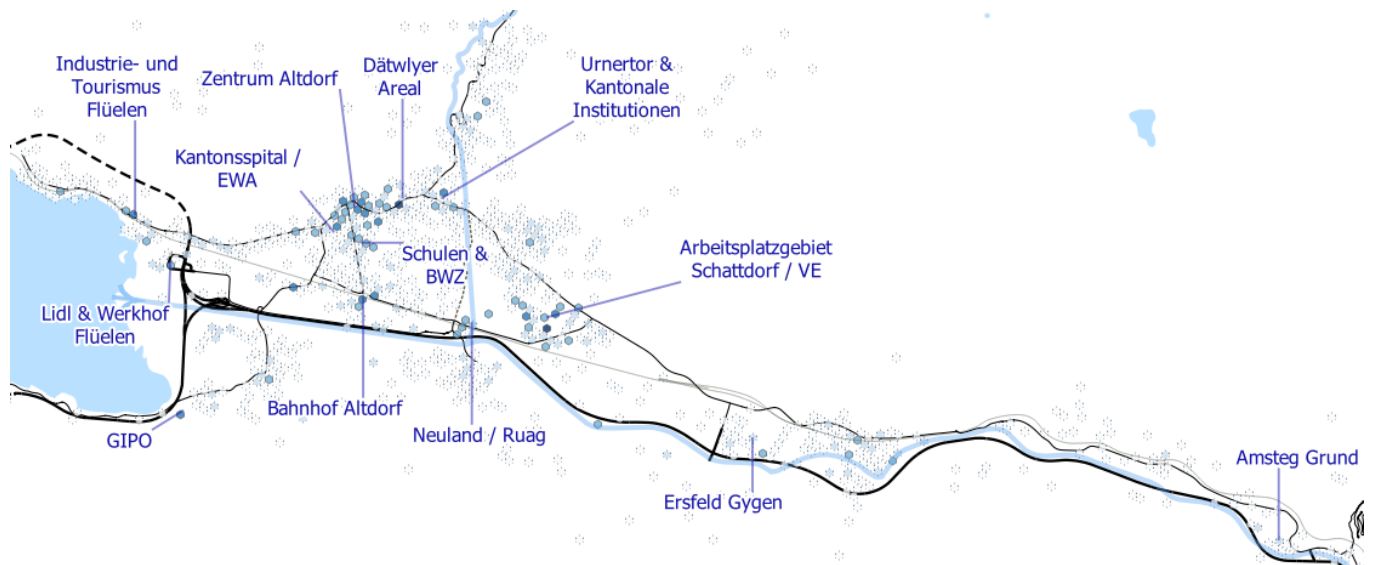 Industrie- und
Tourismus
Flüelen
Zentrum Altdorf
Dätwlyer
Areal
Urnertor &
Kantonale
Institutionen
Kantonsspital /
EWA
Schulen &
BWZ
Arbeitsplatzgebiet
Schattdorf / VE
Lidl & Werkhof
Flüelen
Bahnhof Altdorf
GIPO
Neuland / Ruag
Ersfeld Gygen
Amsteg Grund